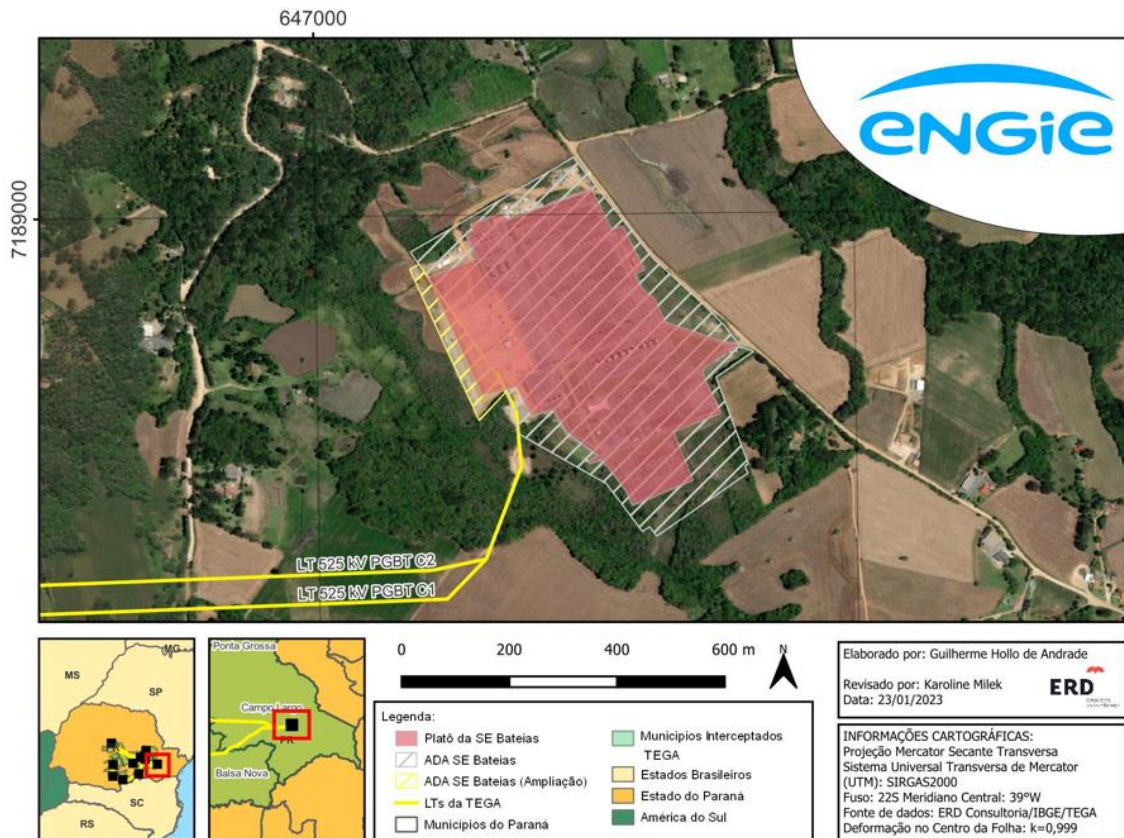 647000
7189000
ENGIE
LT 525 kV PGBT C2
LT 525 kV PGBT C1
MG
MS
SP
SC
RS
Ponta Grossa
Campo Largo
PR
Balsa Nova
0 200 400 600 m
N
Legenda:
Platô da SE Bateias
ADA SE Bateias
ADA SE Bateias (Ampliação)
LTs da TEGA
Municipios do Paraná
Municipios Interceptados
TEGA
Estados Brasileiros
Estado do Paraná
América do Sul
Elaborado por: Guilherme Hollo de Andrade
Revisado por: Karoline Milek
Data: 23/01/2023
ERD
INFORMAÇÕES CARTOGRÁFICAS:
Projeção Mercator Secante Transversa
Sistema Universal Transversa de Mercator
(UTM): SIRGAS2000
Fuso: 22S Meridiano Central: 39°W
Fonte de dados: ERD Consultoria/IBGE/TEGA
Deformação no Centro da Folha: k=0,999